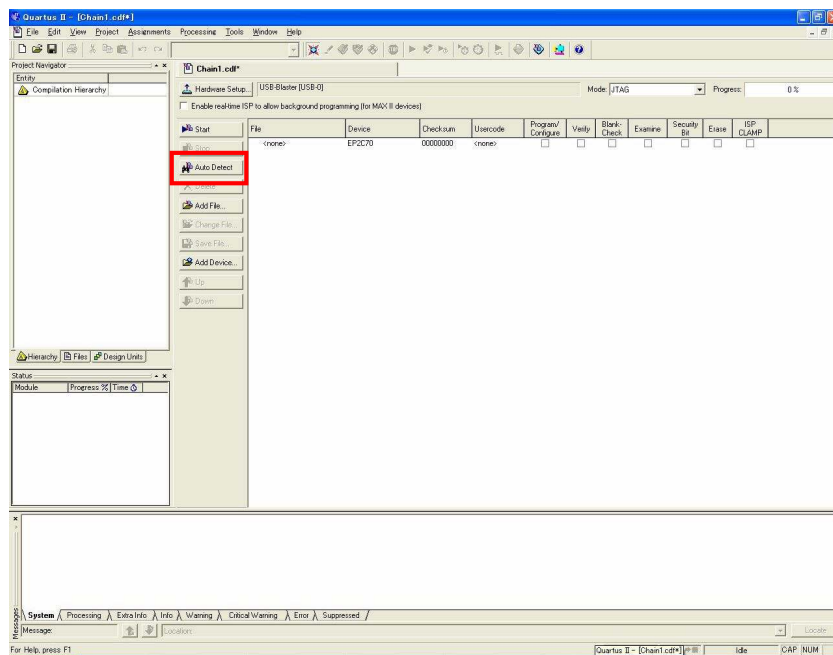 Quartus II - [Chain1.cdf*]
File Edit View Project Assignments Processing Tools Window Help
Project Navigator
Entity
Compilation Hierarchy
Hierarchy Files Design Units
Status
Module Progress % Time
Chain1.cdf*
Hardware Setup... USB-Blaster [USB-0] Mode: JTAG Progress: 0 %
Enable real-time ISP to allow background programming (for MAX II devices)
Start
Stop
Auto Detect
Delete
Add File...
Change File...
Save File...
Add Device...
Up
Down
File Device Checksum Usercode Program/Configure Verify Blank-Check Examine Security Bit Erase ISP CLAMP
<none> EP2C70 00000000 <none>
Messages
System Processing Extra Info Info Warning Critical Warning Error Suppressed
Message: Location: Locate
For Help, press F1 Quartus II - [Chain1.cdf*] Idle CAP NUM